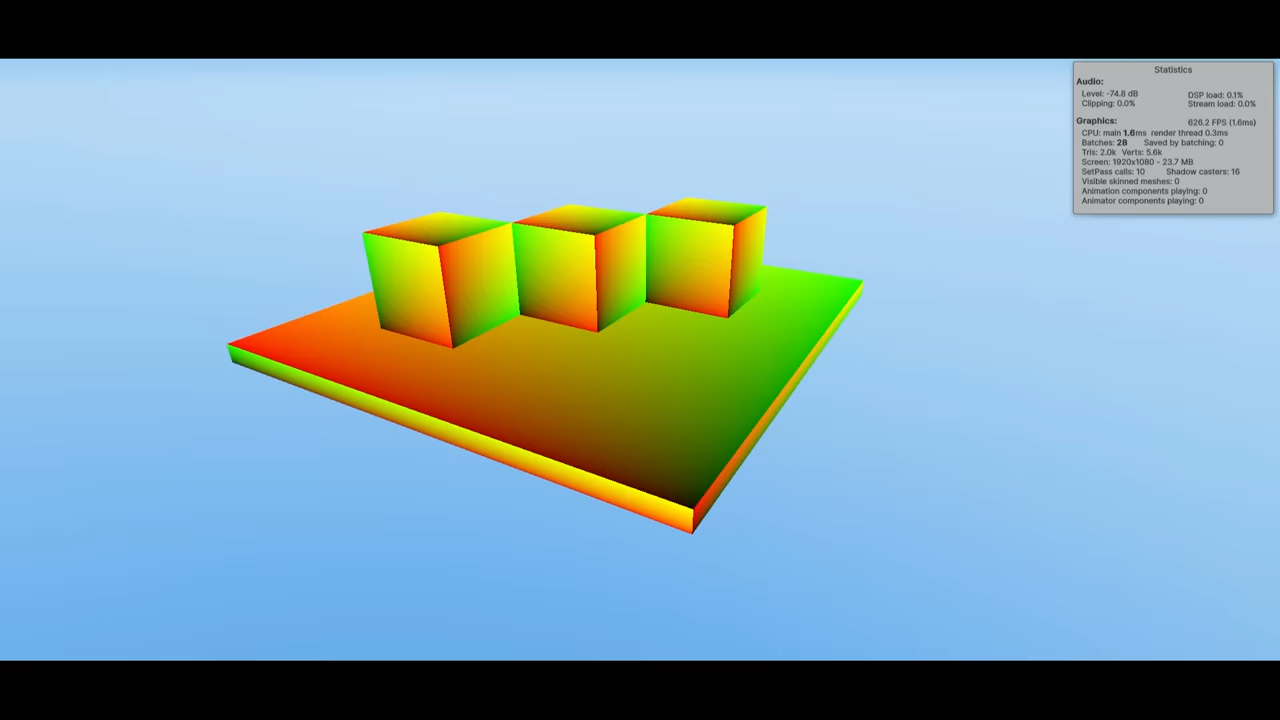 Statistics
Audio:
Level: -74.8 dB DSP load: 0.1%
Clipping: 0.0% Stream load: 0.0%
Graphics: 626.2 FPS (1.6ms)
CPU: main 1.6ms render thread 0.3ms
Batches: 28 Saved by batching: 0
Tris: 2.0k Verts: 5.6k
Screen: 1920x1080 - 23.7 MB
SetPass calls: 10 Shadow casters: 16
Visible skinned meshes: 0
Animation components playing: 0
Animator components playing: 0